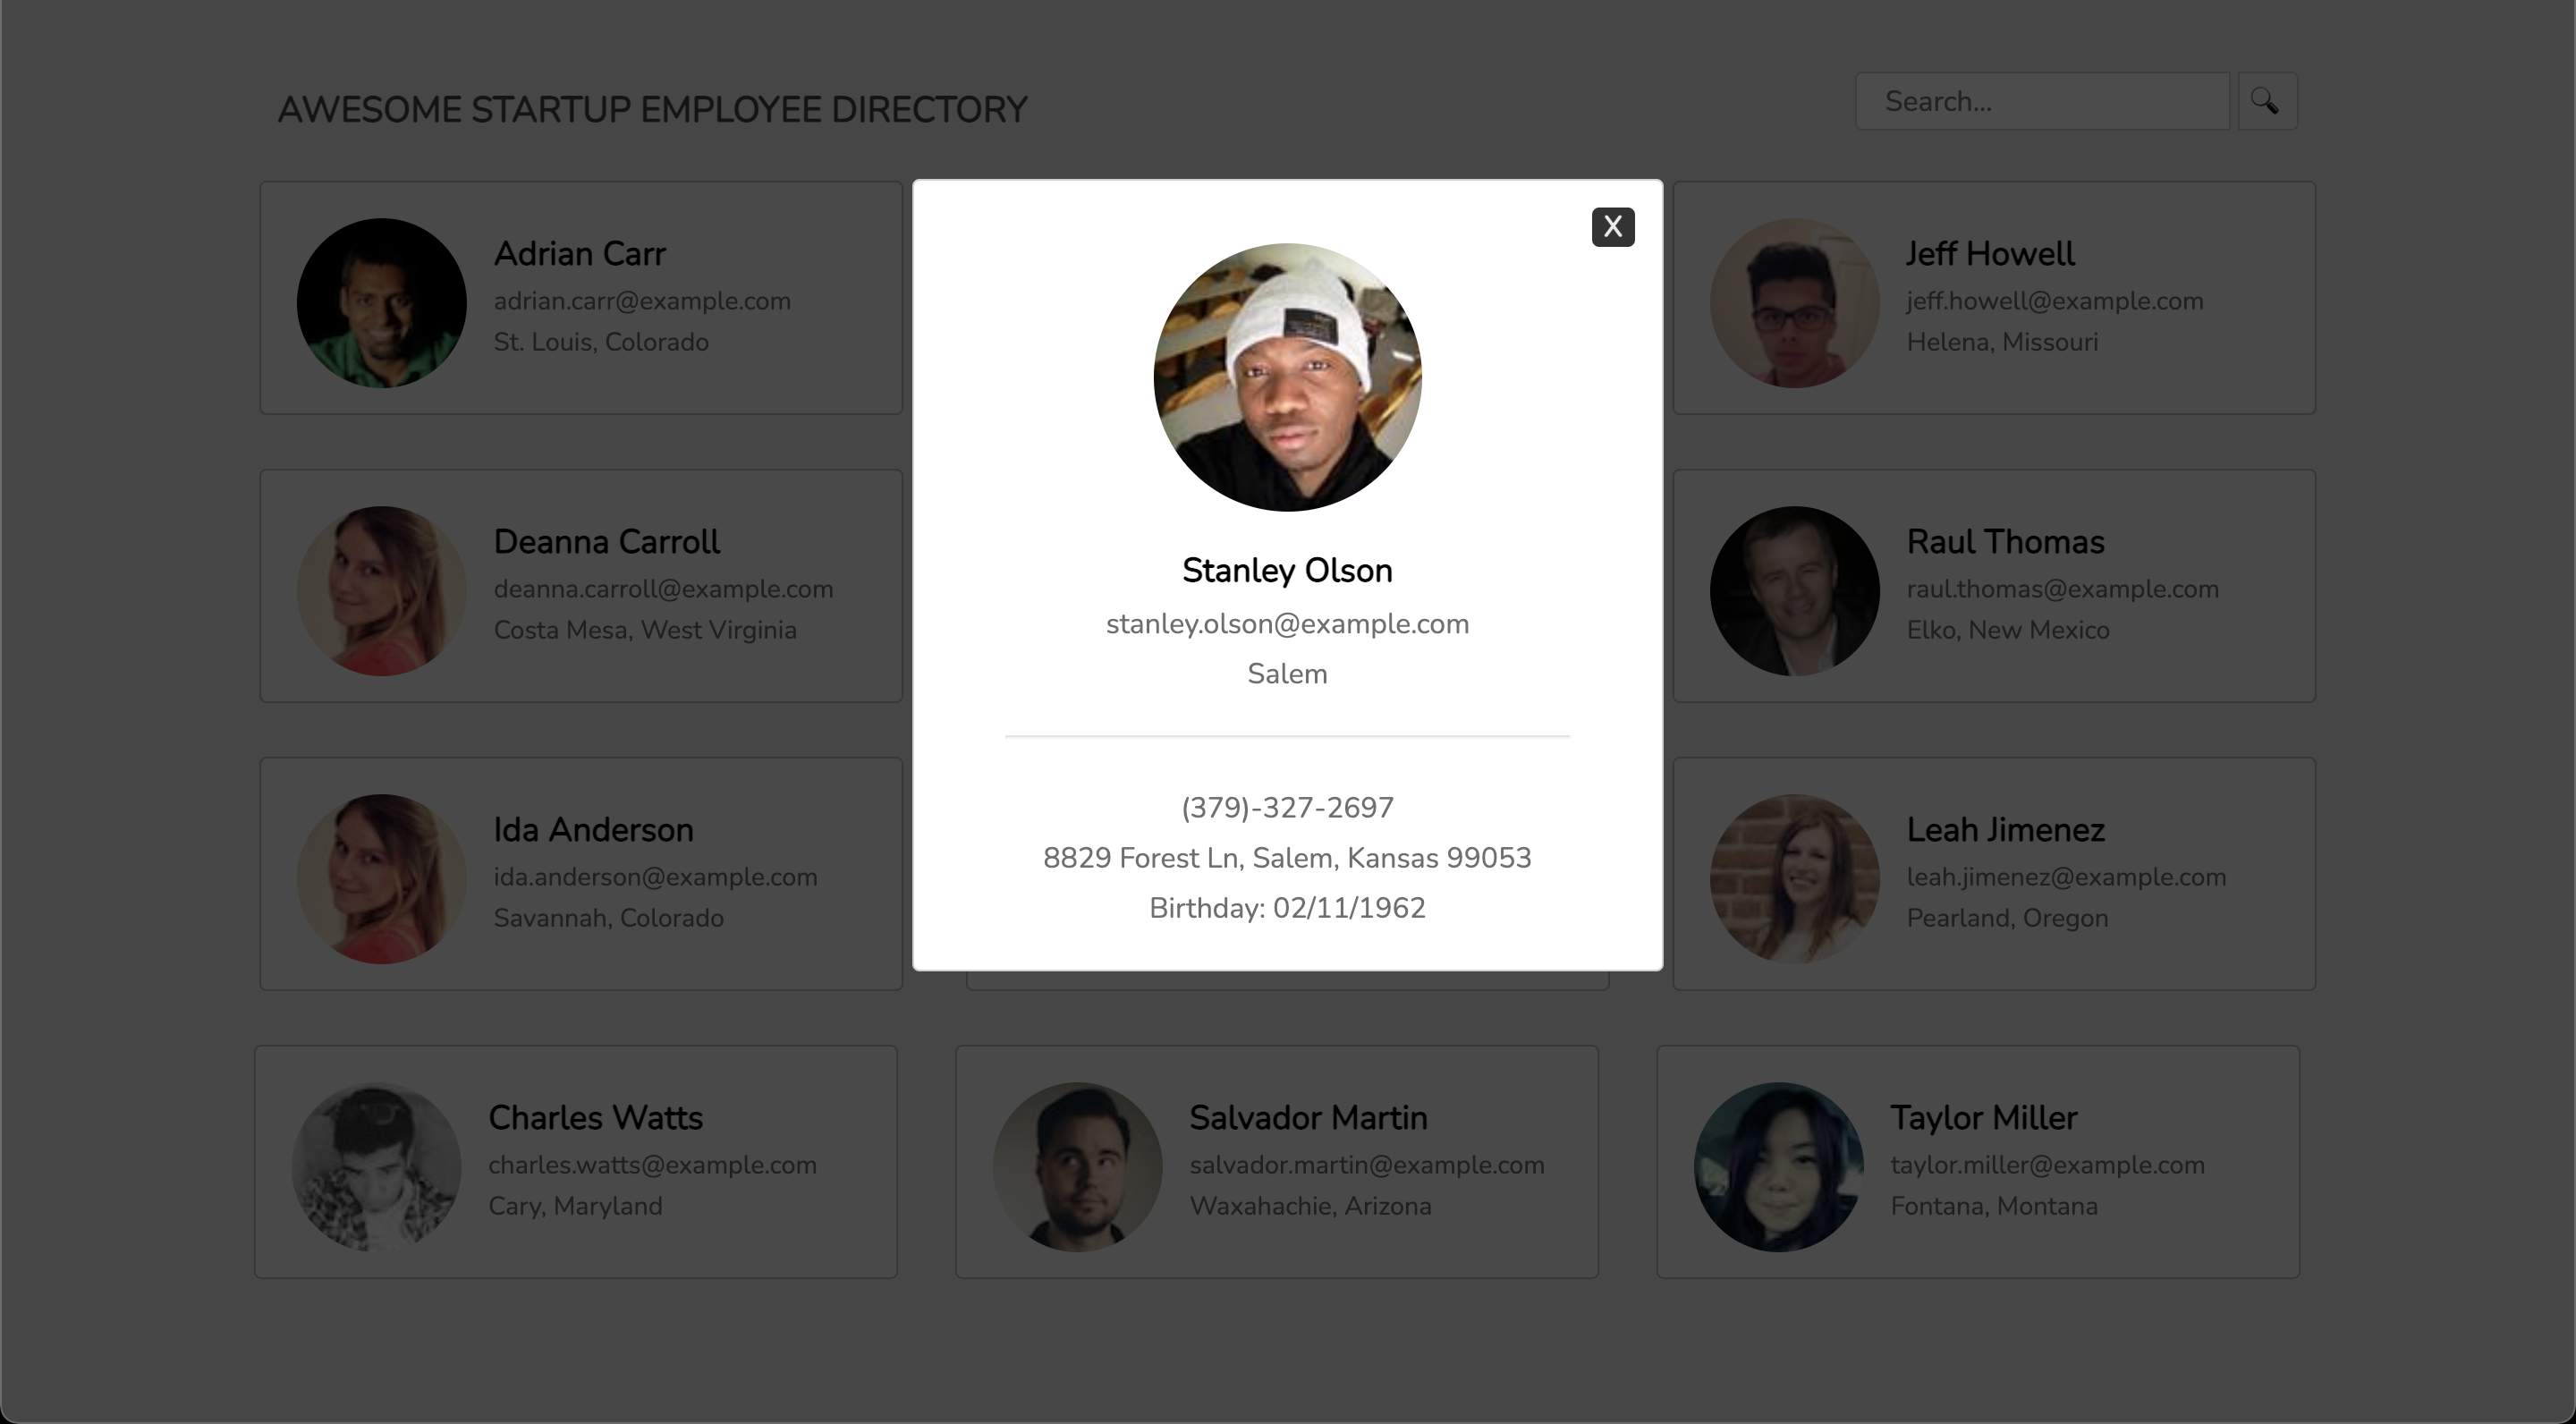 AWESOME STARTUP EMPLOYEE DIRECTORY
Search...
Adrian Carr
adrian.carr@example.com
St. Louis, Colorado
X
Stanley Olson
stanley.olson@example.com
Salem
(379)-327-2697
8829 Forest Ln, Salem, Kansas 99053
Birthday: 02/11/1962
Jeff Howell
jeff.howell@example.com
Helena, Missouri
Deanna Carroll
deanna.carroll@example.com
Costa Mesa, West Virginia
Raul Thomas
raul.thomas@example.com
Elko, New Mexico
Ida Anderson
ida.anderson@example.com
Savannah, Colorado
Leah Jimenez
leah.jimenez@example.com
Pearland, Oregon
Charles Watts
charles.watts@example.com
Cary, Maryland
Salvador Martin
salvador.martin@example.com
Waxahachie, Arizona
Taylor Miller
taylor.miller@example.com
Fontana, Montana